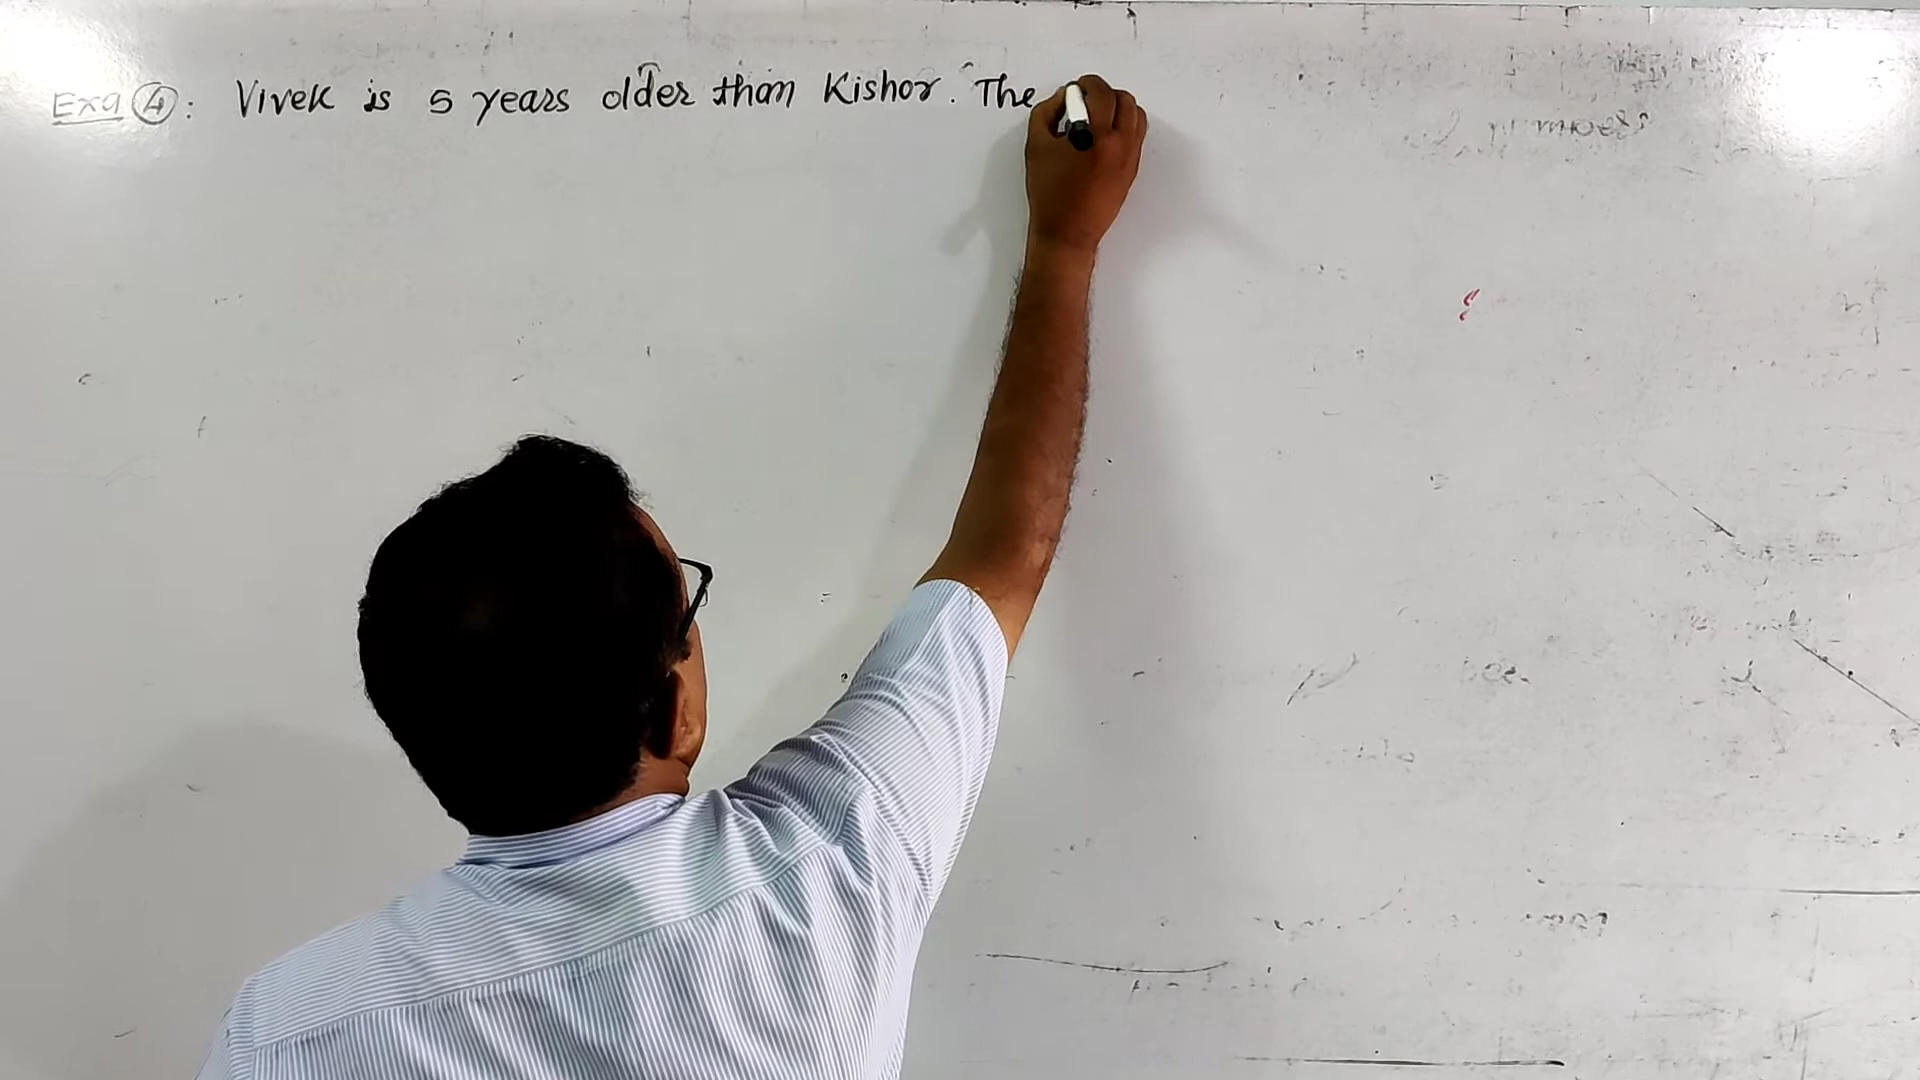 Exa ④: Vivek is 5 years older than Kishor. The